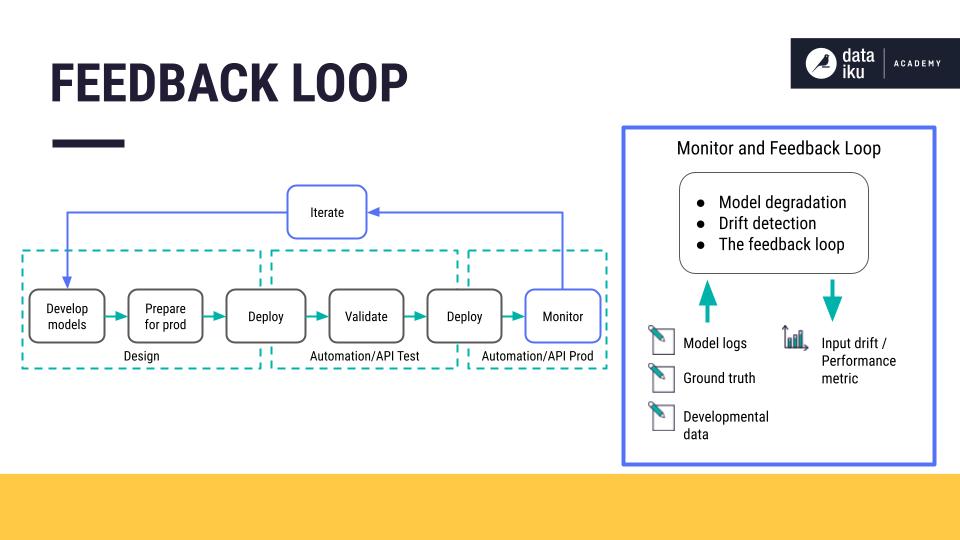 FEEDBACK LOOP
data
iku
ACADEMY
Iterate
Develop
models
Prepare
for prod
Deploy
Validate
Deploy
Monitor
Design
Automation/API Test
Automation/API Prod
Monitor and Feedback Loop
● Model degradation
● Drift detection
● The feedback loop
Model logs
Ground truth
Developmental
data
Input drift /
Performance
metric